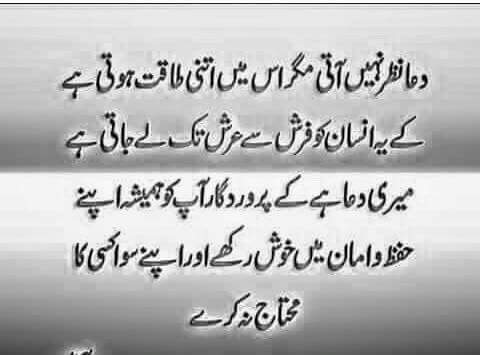 دعا نظر نہیں آتی مگر اس میں اتنی طاقت ہوتی ہے
کے یہ انسان کو فرش سے عرش تک لے جاتی ہے
میری دعا ہے کے پروردگار آپ کو ہمیشہ اپنے
حفظ و امان میں خوش رکھے اور اپنے سوا کسی کا
محتاج نہ کرے